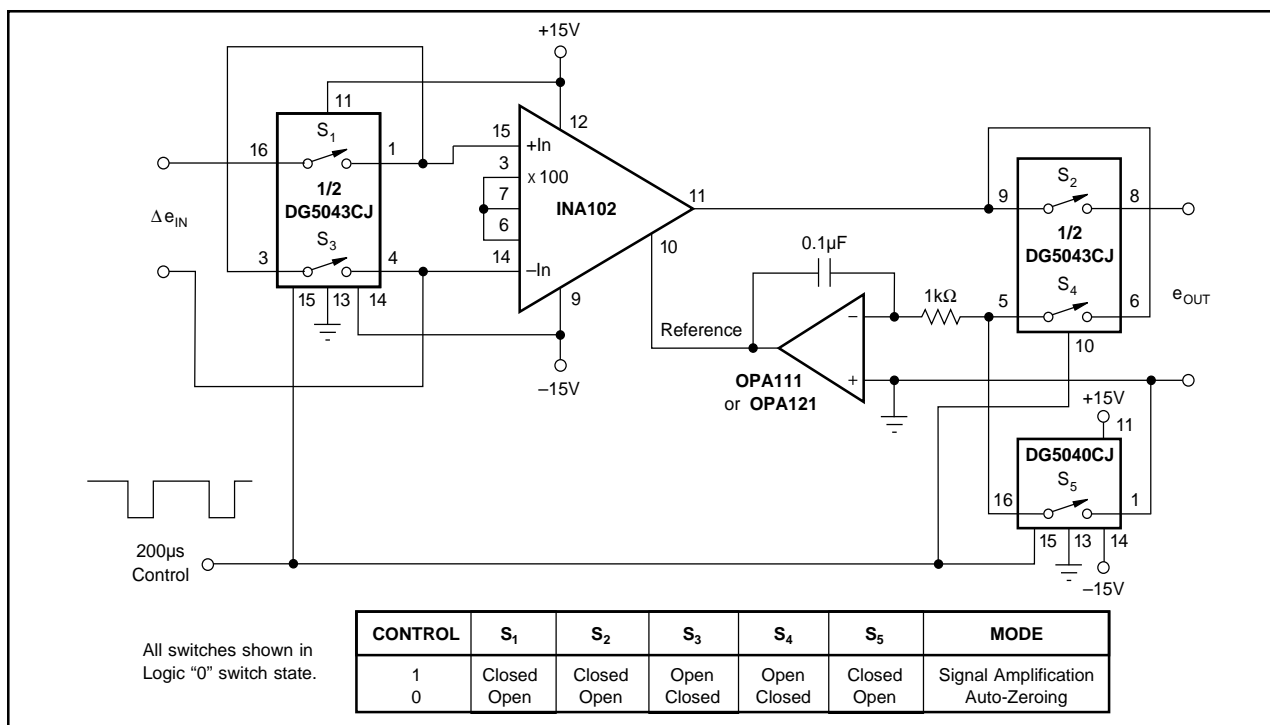 +15V
11
12
S1
16
1
15
+In
3
x100
1/2
DG5043CJ
7
INA102
11
ΔeIN
6
10
S3
3
4
14
–In
15
13
14
9
–15V
Reference
0.1µF
1kΩ
–
+
OPA111
or OPA121
S2
9
8
1/2
DG5043CJ
S4
5
6
10
eOUT
+15V
11
DG5040CJ
S5
16
1
15
13
14
–15V
200µs
Control
All switches shown in
Logic “0” switch state.
CONTROL S1 S2 S3 S4 S5 MODE
1 Closed Closed Open Open Closed Signal Amplification
0 Open Open Closed Closed Open Auto-Zeroing